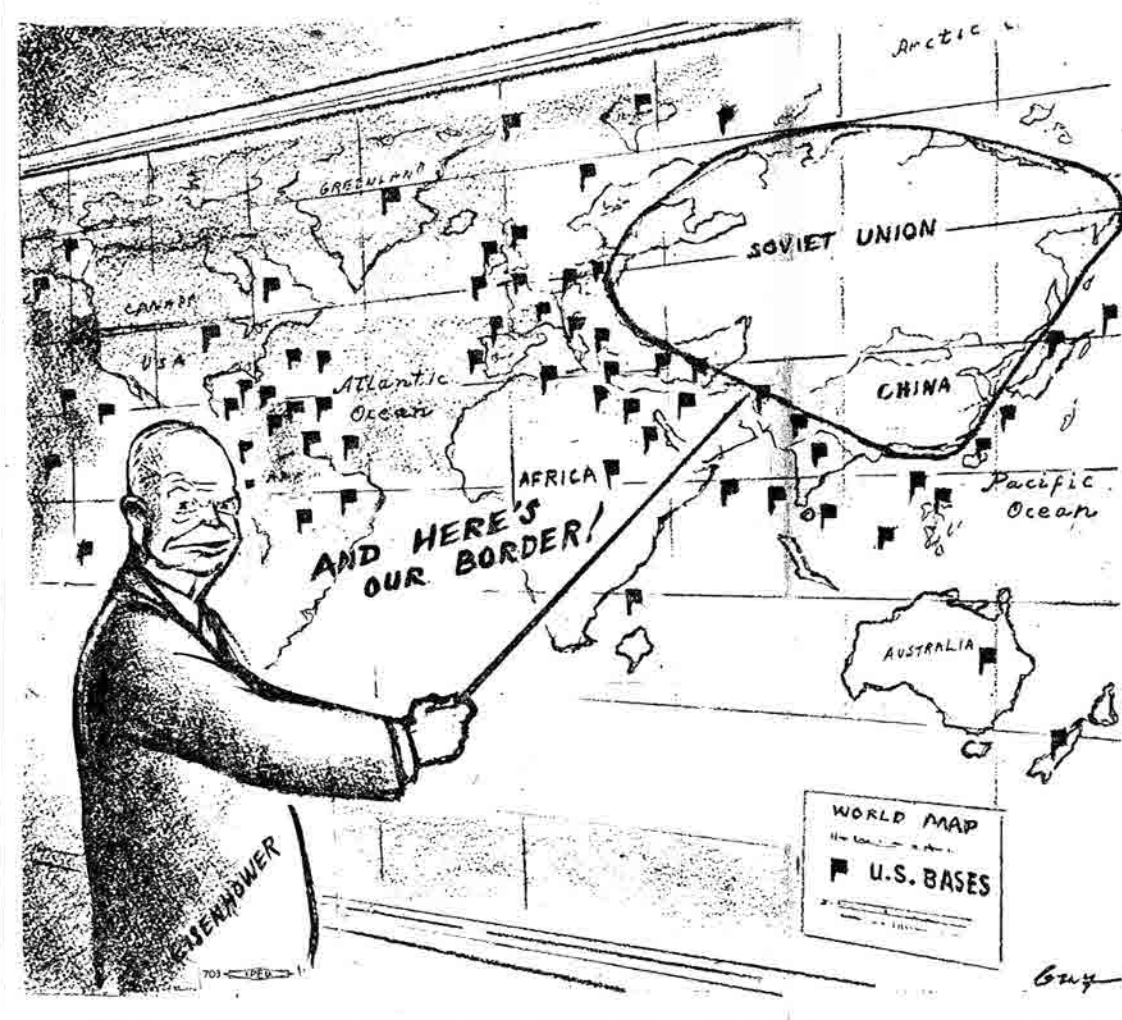 Arctic
GREENLAND
SOVIET UNION
CANADA
USA
Atlantic
Ocean
CHINA
AFRICA
Pacific
Ocean
AND HERE'S
OUR BORDER!
AUSTRALIA
WORLD MAP
U.S. BASES
EISENHOWER
703